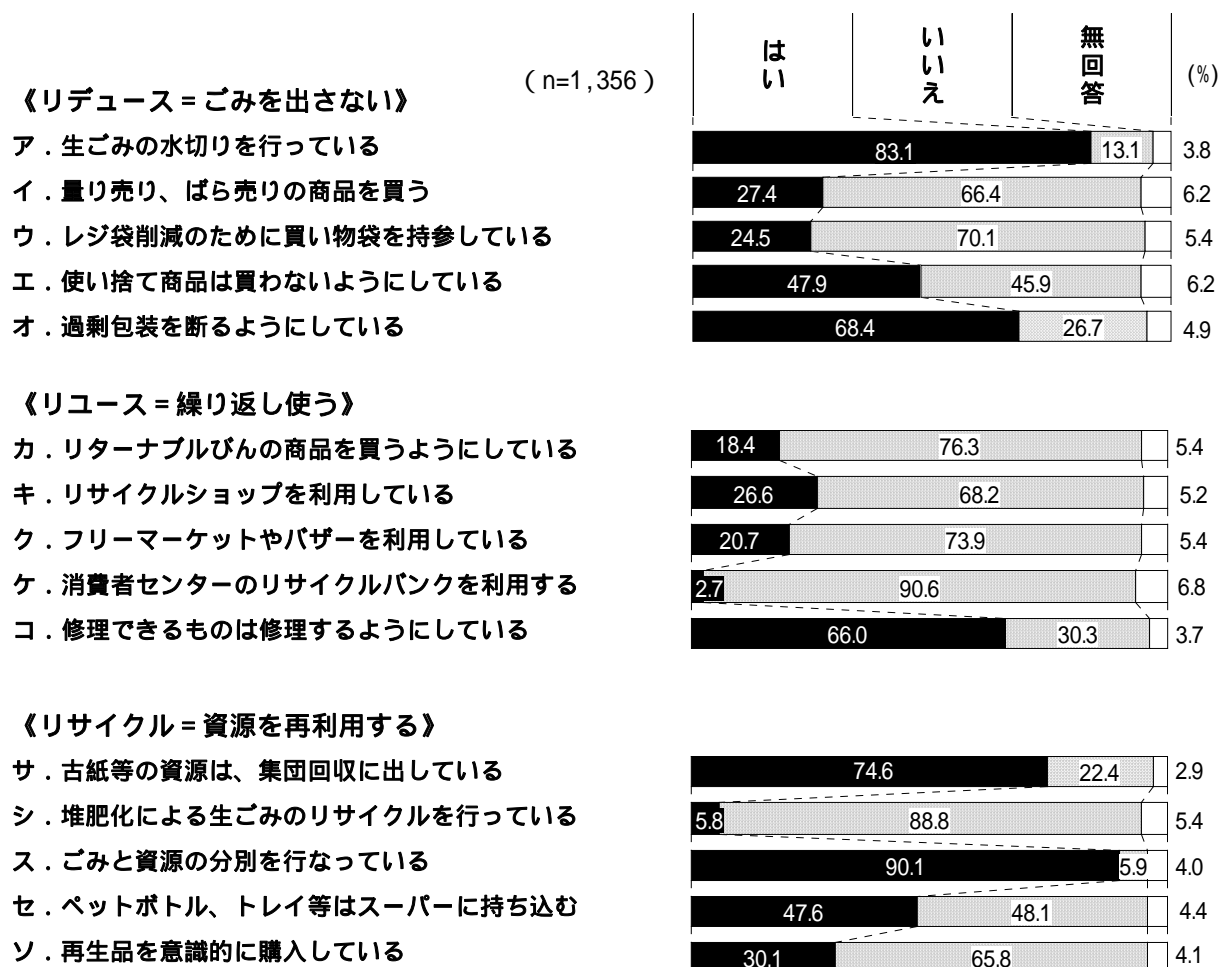 はい いいえ 無回答
（n=1,356） (%)
《リデュース＝ごみを出さない》
ア．生ごみの水切りを行っている 83.1 13.1 3.8
イ．量り売り、ばら売りの商品を買う 27.4 66.4 6.2
ウ．レジ袋削減のために買い物袋を持参している 24.5 70.1 5.4
エ．使い捨て商品は買わないようにしている 47.9 45.9 6.2
オ．過剰包装を断るようにしている 68.4 26.7 4.9
《リユース＝繰り返し使う》
カ．リターナブルびんの商品を買うようにしている 18.4 76.3 5.4
キ．リサイクルショップを利用している 26.6 68.2 5.2
ク．フリーマーケットやバザーを利用している 20.7 73.9 5.4
ケ．消費者センターのリサイクルバンクを利用する 2.7 90.6 6.8
コ．修理できるものは修理するようにしている 66.0 30.3 3.7
《リサイクル＝資源を再利用する》
サ．古紙等の資源は、集団回収に出している 74.6 22.4 2.9
シ．堆肥化による生ごみのリサイクルを行っている 5.8 88.8 5.4
ス．ごみと資源の分別を行なっている 90.1 5.9 4.0
セ．ペットボトル、トレイ等はスーパーに持ち込む 47.6 48.1 4.4
ソ．再生品を意識的に購入している 30.1 65.8 4.1